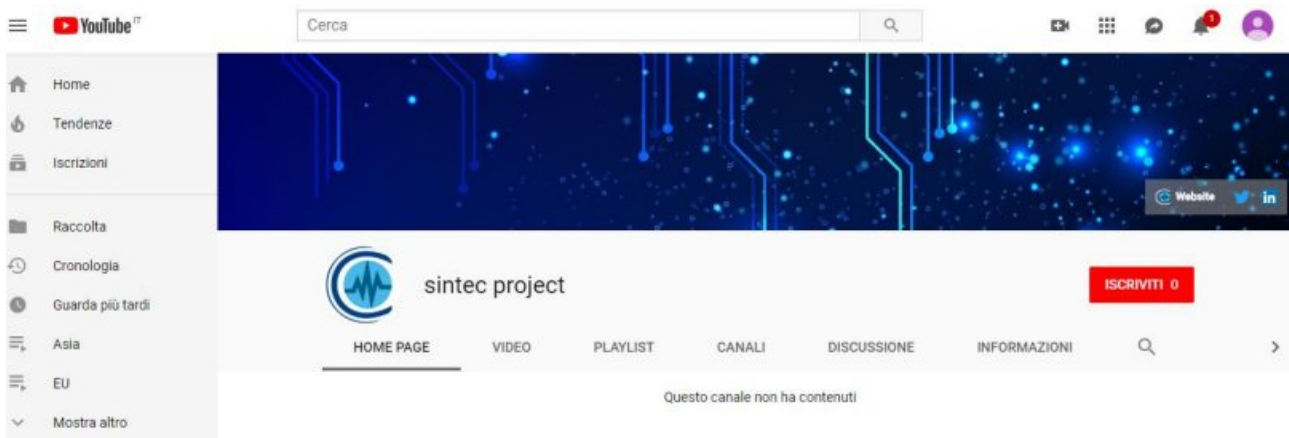 YouTube IT
Cerca
1
Home
Tendenze
Iscrizioni
Raccolta
Cronologia
Guarda più tardi
Asia
EU
Mostra altro
Website in
sintec project
ISCRIVITI 0
HOME PAGE VIDEO PLAYLIST CANALI DISCUSSIONE INFORMAZIONI
Questo canale non ha contenuti